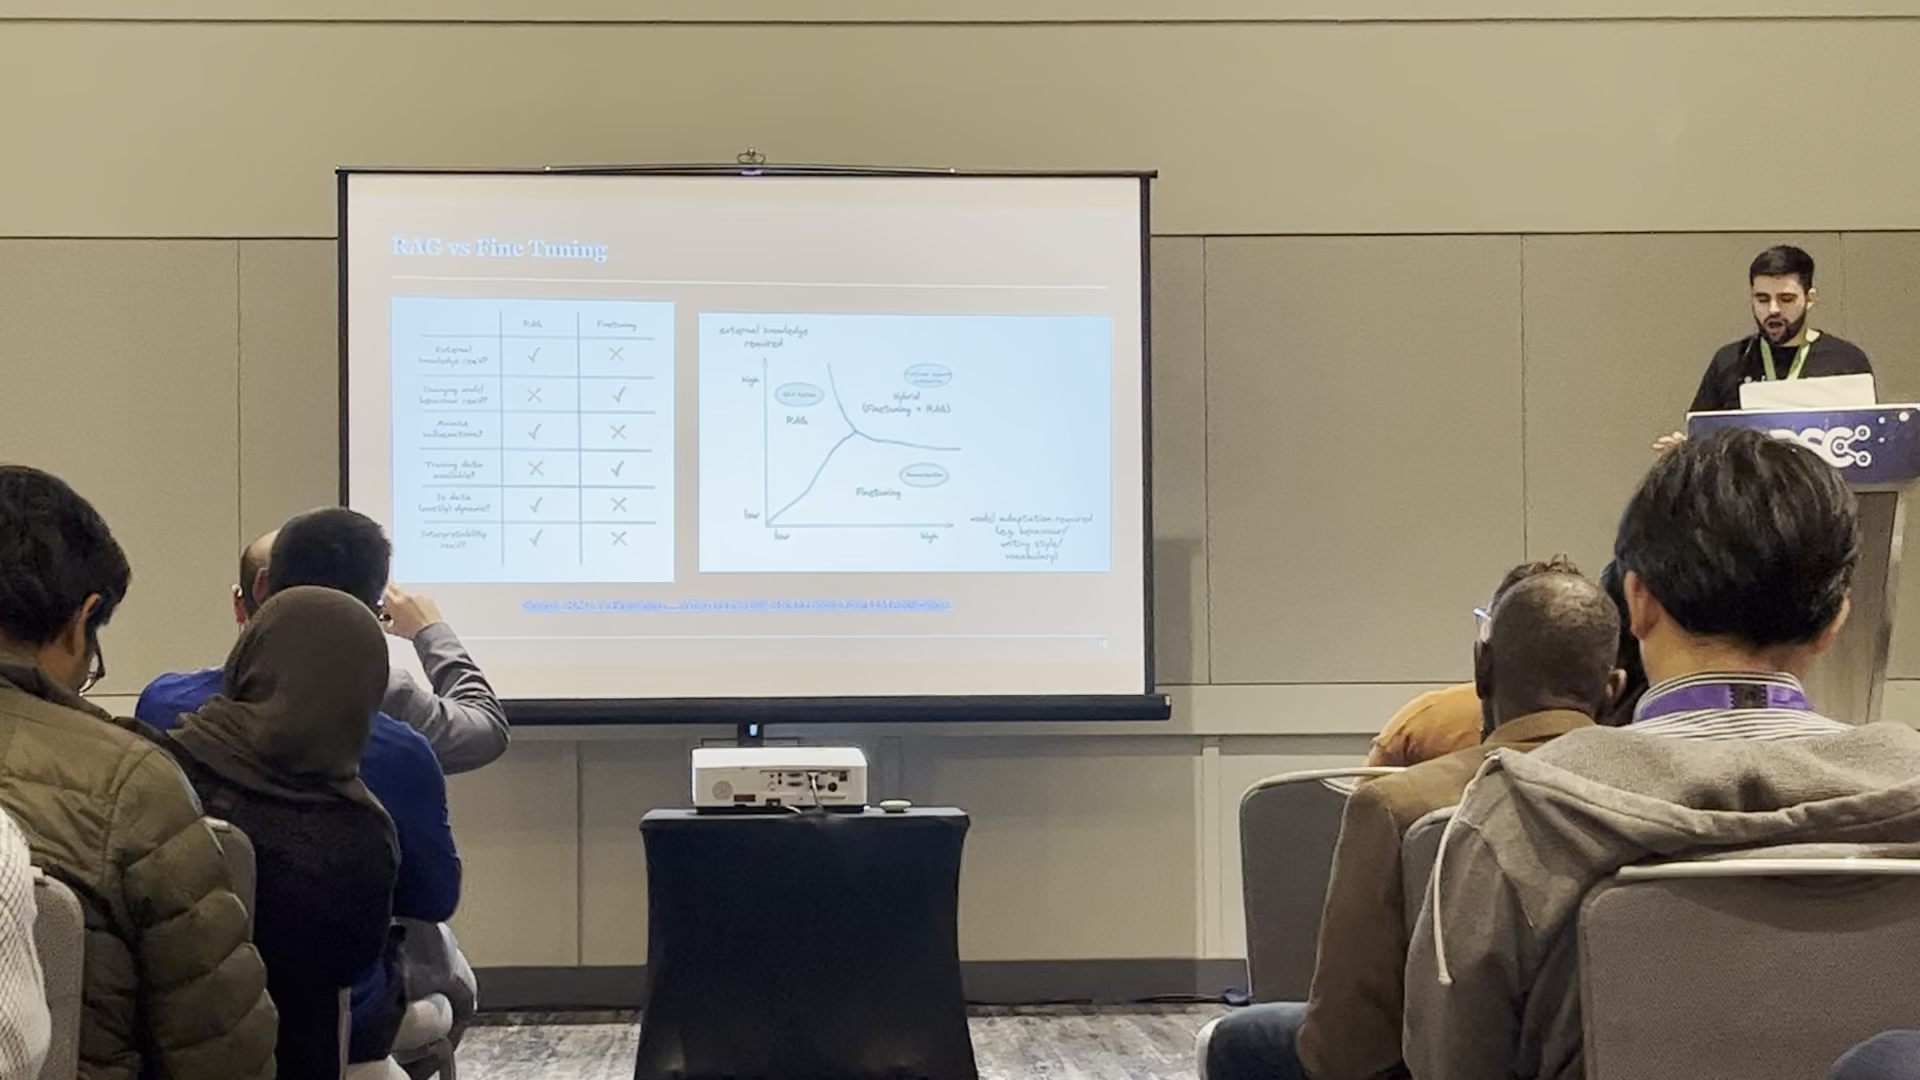 RAG vs Fine Tuning
RAG Finetuning
External
knowledge req'd?
Changing model
behaviour req'd?
Minimise
hallucinations?
Training data
available?
Is data
(mostly) dynamic?
Interpretability
req'd?
external knowledge
required
high
RAG
Hybrid
(Finetuning + RAG)
Finetuning
low
low
high
model adaptation required
(e.g. behaviour/
writing style/
vocabulary)